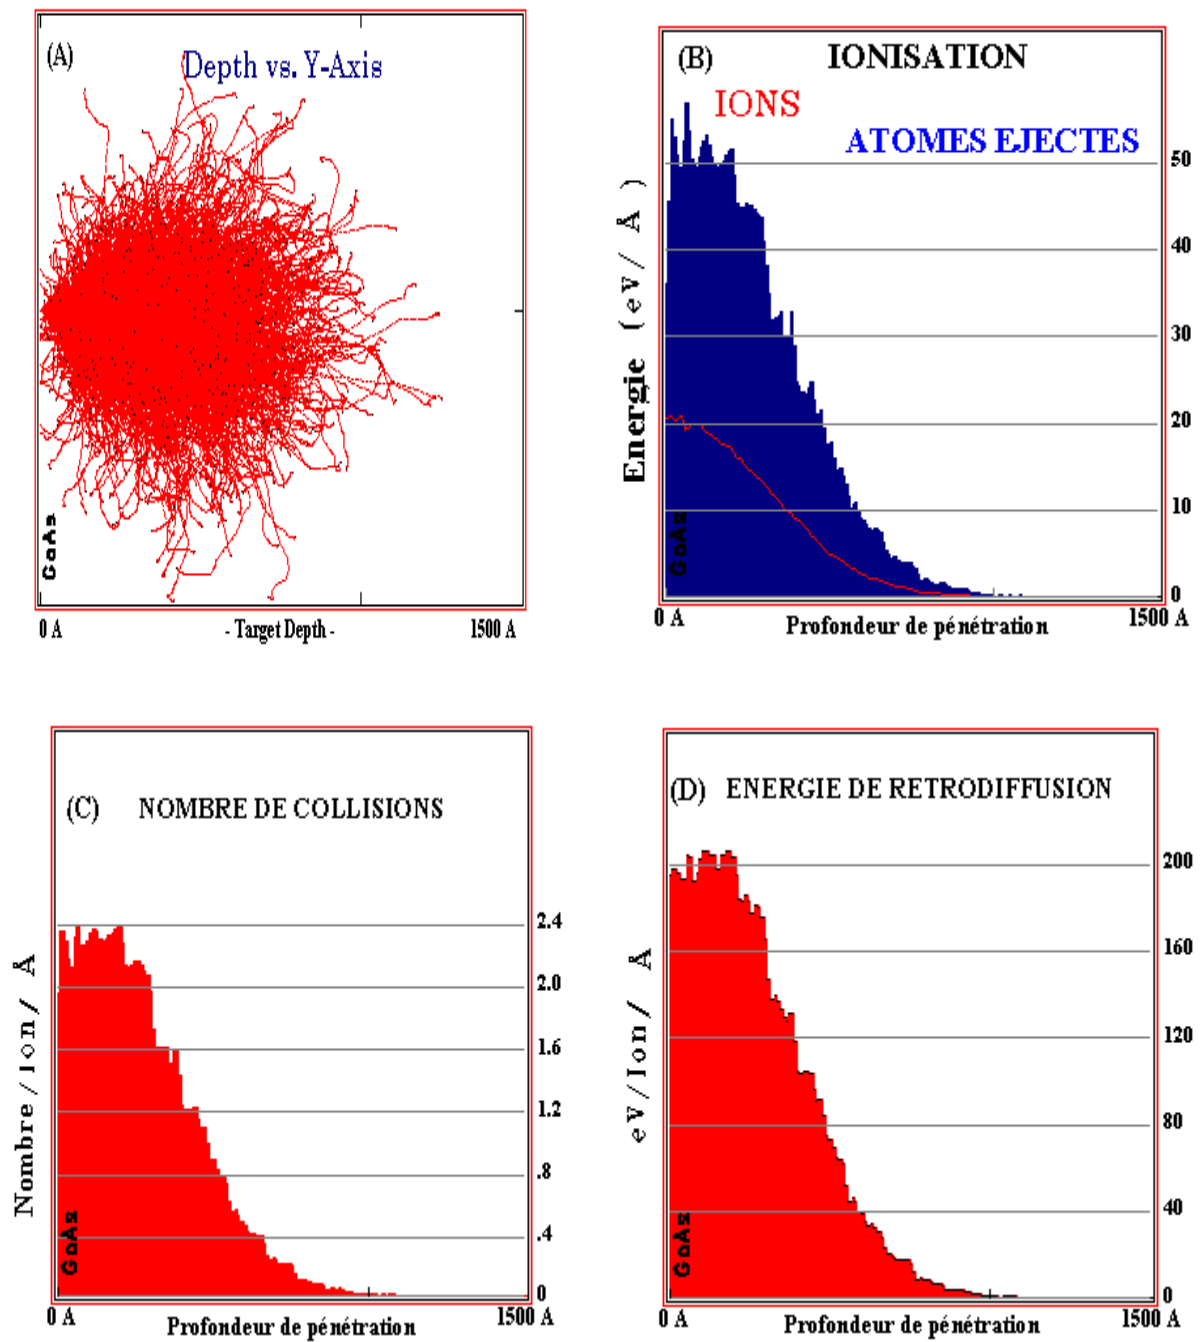 (A)
Depth vs. Y-Axis
GaAs
0 A
- Target Depth -
1500 A
(B)
IONISATION
IONS
ATOMES EJECTES
Energie (eV/ Å)
50
40
30
20
10
0
GaAs
0 A
Profondeur de pénétration
1500 A
(C)
NOMBRE DE COLLISIONS
Nombre/ion/ Å
2.4
2.0
1.6
1.2
.8
.4
0
GaAs
0 A
Profondeur de pénétration
1500 A
(D)
ENERGIE DE RETRODIFFUSION
eV/Ion/ Å
200
160
120
80
40
0
GaAs
0 A
Profondeur de pénétration
1500 A